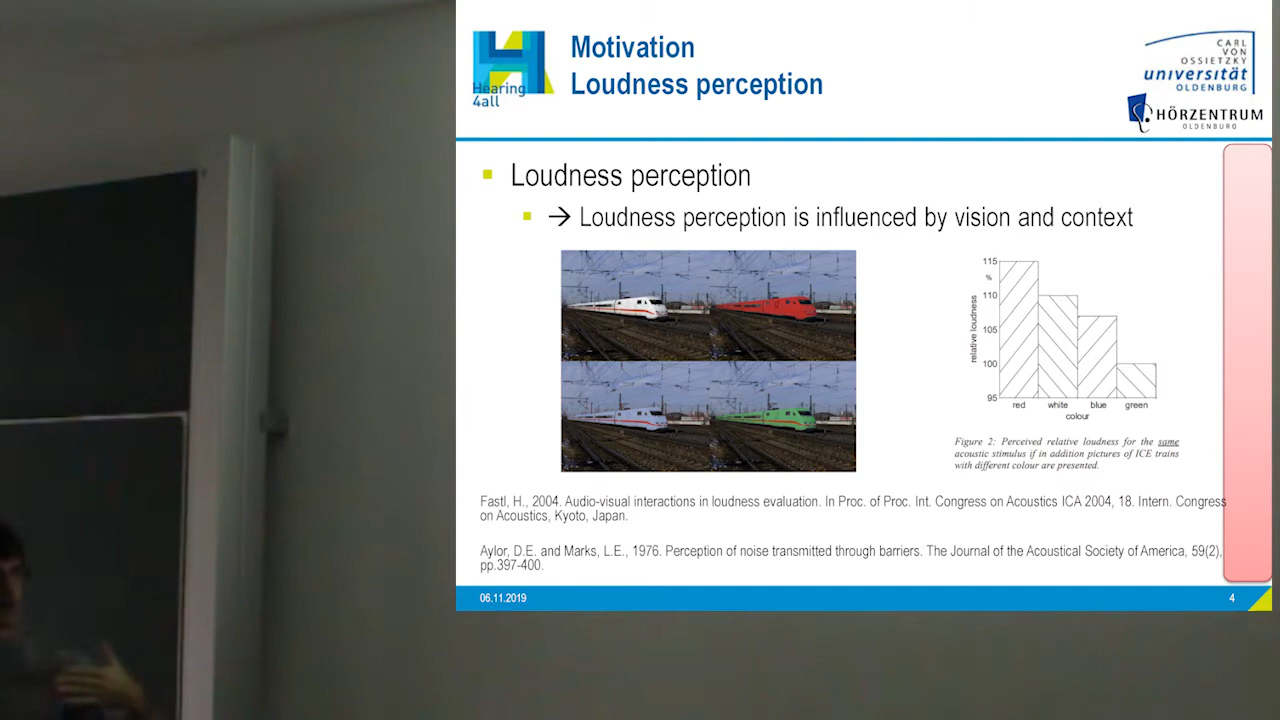 Hearing
4all
Motivation
Loudness perception
CARL
VON
OSSIETZKY
universität
OLDENBURG
HÖRZENTRUM
OLDENBURG
Loudness perception
→ Loudness perception is influenced by vision and context
115
%
110
105
100
95
relative loudness
red white blue green
colour
Figure 2: Perceived relative loudness for the same
acoustic stimulus if in addition pictures of ICE trains
with different colour are presented.
Fastl, H., 2004. Audio-visual interactions in loudness evaluation. In Proc. of Proc. Int. Congress on Acoustics ICA 2004, 18. Intern. Congress
on Acoustics, Kyoto, Japan.
Aylor, D.E. and Marks, L.E., 1976. Perception of noise transmitted through barriers. The Journal of the Acoustical Society of America, 59(2),
pp.397-400.
06.11.2019
4